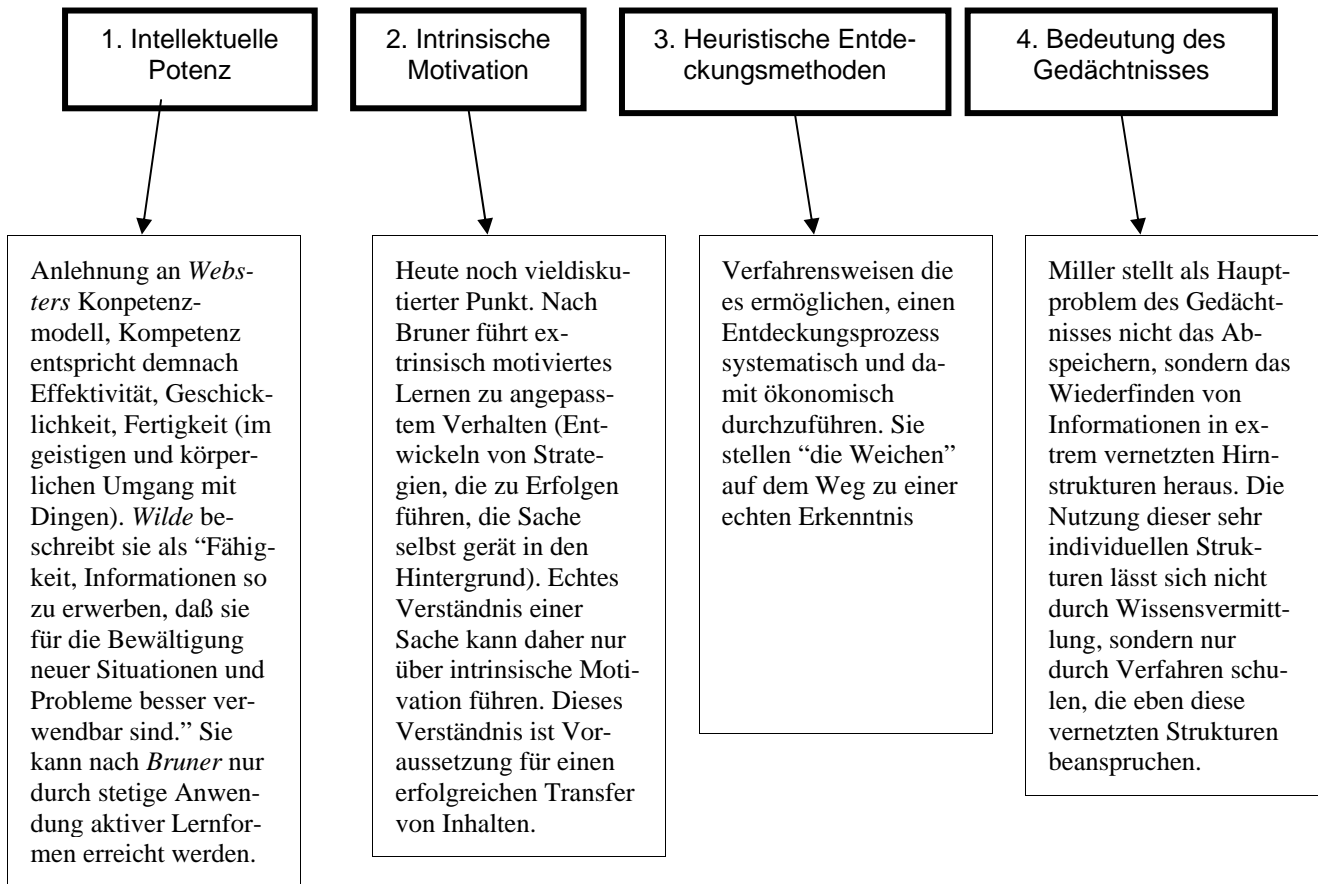 1. Intellektuelle
Potenz
2. Intrinsische
Motivation
3. Heuristische Entde-
ckungsmethoden
4. Bedeutung des
Gedächtnisses
Anlehnung an Webs-
ters Konpetenz-
modell, Kompetenz
entspricht demnach
Effektivität, Geschick-
lichkeit, Fertigkeit (im
geistigen und körper-
lichen Umgang mit
Dingen). Wilde be-
schreibt sie als “Fähig-
keit, Informationen so
zu erwerben, daß sie
für die Bewältigung
neuer Situationen und
Probleme besser ver-
wendbar sind.” Sie
kann nach Bruner nur
durch stetige Anwen-
dung aktiver Lernfor-
men erreicht werden.
Heute noch vieldisku-
tierter Punkt. Nach
Bruner führt ex-
trinsisch motiviertes
Lernen zu angepass-
tem Verhalten (Ent-
wickeln von Strate-
gien, die zu Erfolgen
führen, die Sache
selbst gerät in den
Hintergrund). Echtes
Verständnis einer
Sache kann daher nur
über intrinsische Moti-
vation führen. Dieses
Verständnis ist Vor-
aussetzung für einen
erfolgreichen Transfer
von Inhalten.
Verfahrensweisen die
es ermöglichen, einen
Entdeckungsprozess
systematisch und da-
mit ökonomisch
durchzuführen. Sie
stellen “die Weichen”
auf dem Weg zu einer
echten Erkenntnis
Miller stellt als Haupt-
problem des Gedächt-
nisses nicht das Ab-
speichern, sondern das
Wiederfinden von
Informationen in ex-
trem vernetzten Hirn-
strukturen heraus. Die
Nutzung dieser sehr
individuellen Struk-
turen lässt sich nicht
durch Wissensvermitt-
lung, sondern nur
durch Verfahren schu-
len, die eben diese
vernetzten Strukturen
beanspruchen.